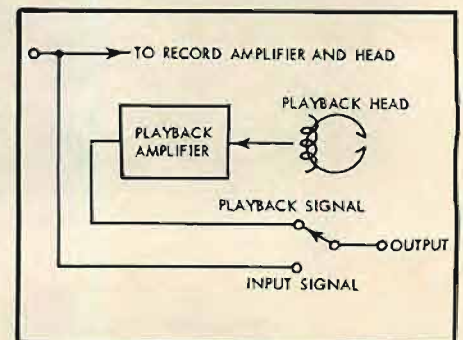 TO RECORD AMPLIFIER AND HEAD
PLAYBACK HEAD
PLAYBACK
AMPLIFIER
PLAYBACK SIGNAL
OUTPUT
INPUT SIGNAL